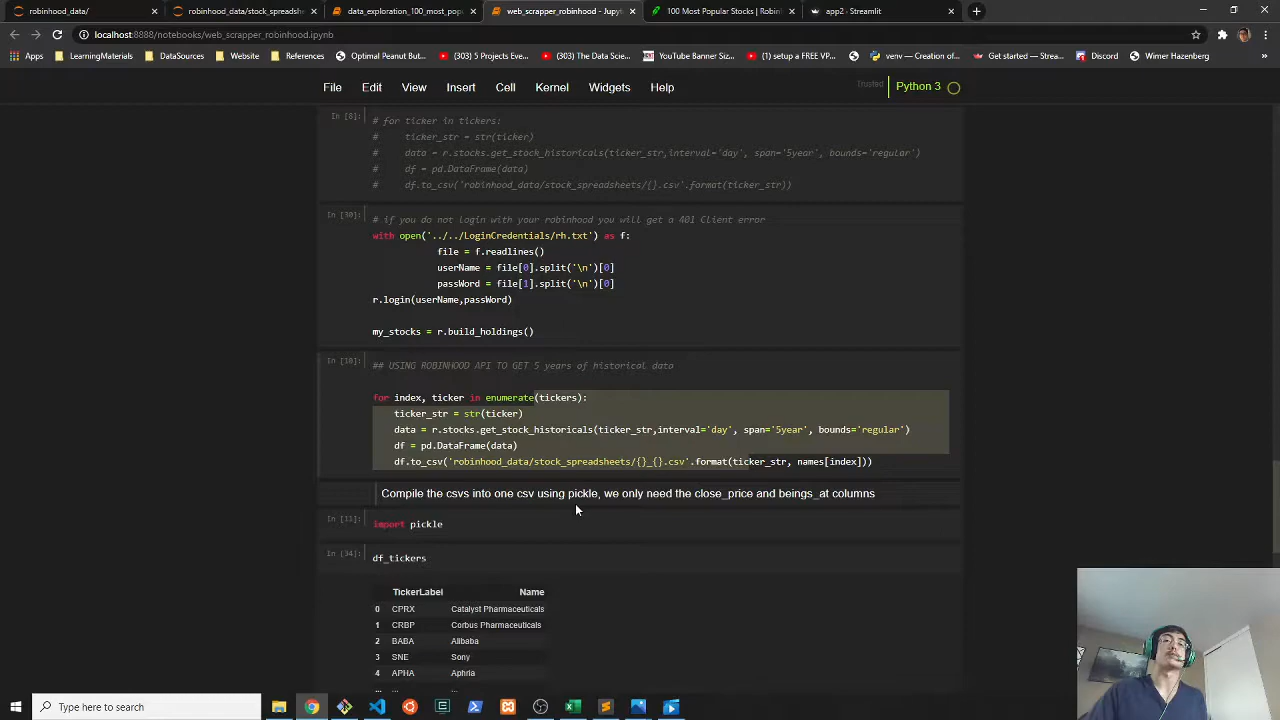 robinhood_data/
robinhood_data/stock_spreadshe
data_exploration_100_most_pop
web_scrapper_robinhood - Jupyt
100 Most Popular Stocks | Robin
app2 · Streamlit
localhost:8888/notebooks/web_scrapper_robinhood.ipynb
Apps
LearningMaterials
DataSources
Website
References
Optimal Peanut But...
(303) 5 Projects Eve...
(303) The Data Scie...
YouTube Banner Siz...
(1) setup a FREE VP...
venv — Creation of...
Get started — Strea...
Discord
Wimer Hazenberg
File Edit View Insert Cell Kernel Widgets Help
Trusted
Python 3
In [8]:
# for ticker in tickers:
#     ticker_str = str(ticker)
#     data = r.stocks.get_stock_historicals(ticker_str,interval='day', span='5year', bounds='regular')
#     df = pd.DataFrame(data)
#     df.to_csv('robinhood_data/stock_spreadsheets/{}.csv'.format(ticker_str))
In [30]:
# if you do not login with your robinhood you will get a 401 Client error
with open('../../LoginCredentials/rh.txt') as f:
file = f.readlines()
userName = file[0].split('\n')[0]
passWord = file[1].split('\n')[0]
r.login(userName,passWord)
my_stocks = r.build_holdings()
In [10]:
## USING ROBINHOOD API TO GET 5 years of historical data
for index, ticker in enumerate(tickers):
ticker_str = str(ticker)
data = r.stocks.get_stock_historicals(ticker_str,interval='day', span='5year', bounds='regular')
df = pd.DataFrame(data)
df.to_csv('robinhood_data/stock_spreadsheets/{}_{}.csv'.format(ticker_str, names[index]))
Compile the csvs into one csv using pickle, we only need the close_price and beings_at columns
In [11]:
import pickle
In [34]:
df_tickers
TickerLabel Name
0 CPRX Catalyst Pharmaceuticals
1 CRBP Corbus Pharmaceuticals
2 BABA Alibaba
3 SNE Sony
4 APHA Aphria
... ... ...
Type here to search